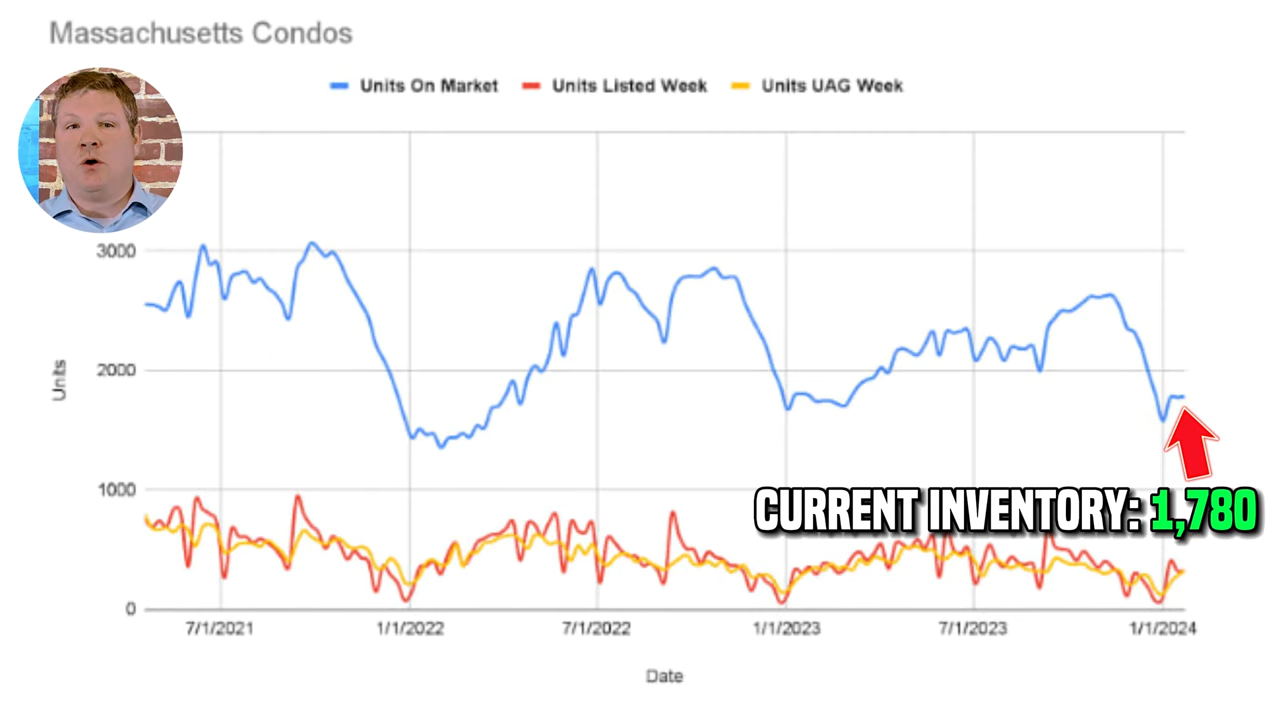 Massachusetts Condos
Units On Market Units Listed Week Units UAG Week
3000
2000
1000
0
Units
CURRENT INVENTORY: 1,780
7/1/2021 1/1/2022 7/1/2022 1/1/2023 7/1/2023 1/1/2024
Date